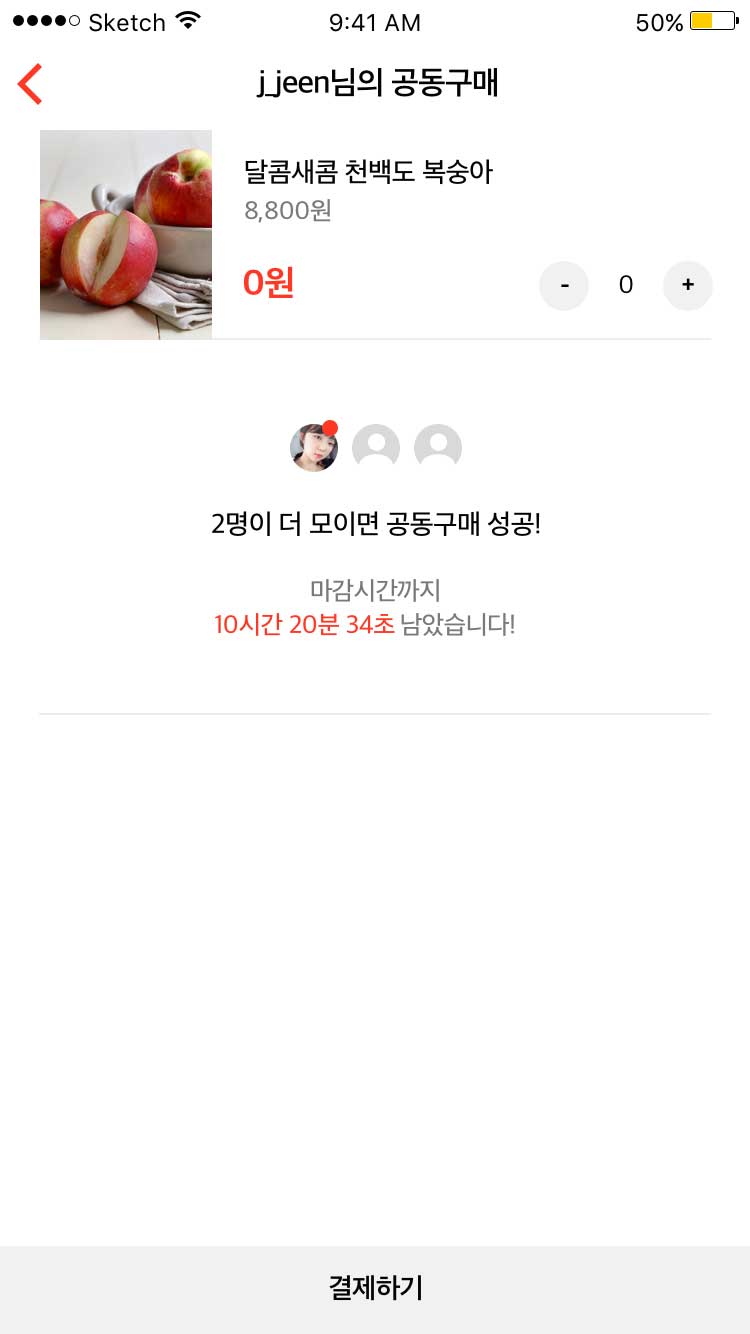 Sketch 9:41 AM 50%
j_jeen님의 공동구매
달콤새콤 천백도 복숭아
8,800원
0원 - 0 +
2명이 더 모이면 공동구매 성공!
마감시간까지
10시간 20분 34초 남았습니다!
결제하기